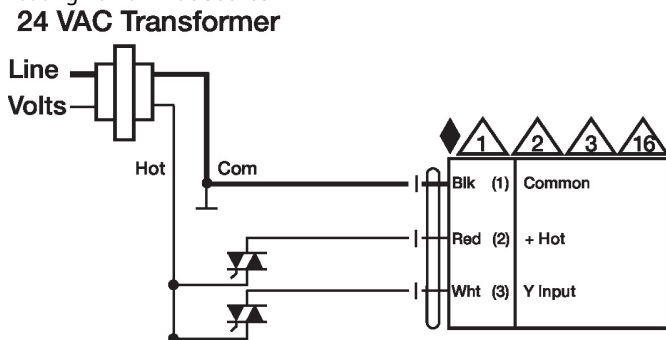 24 VAC Transformer
Line
Volts
Hot
Com
1 2 3 16
Blk (1) Common
Red (2) + Hot
Wht (3) Y Input